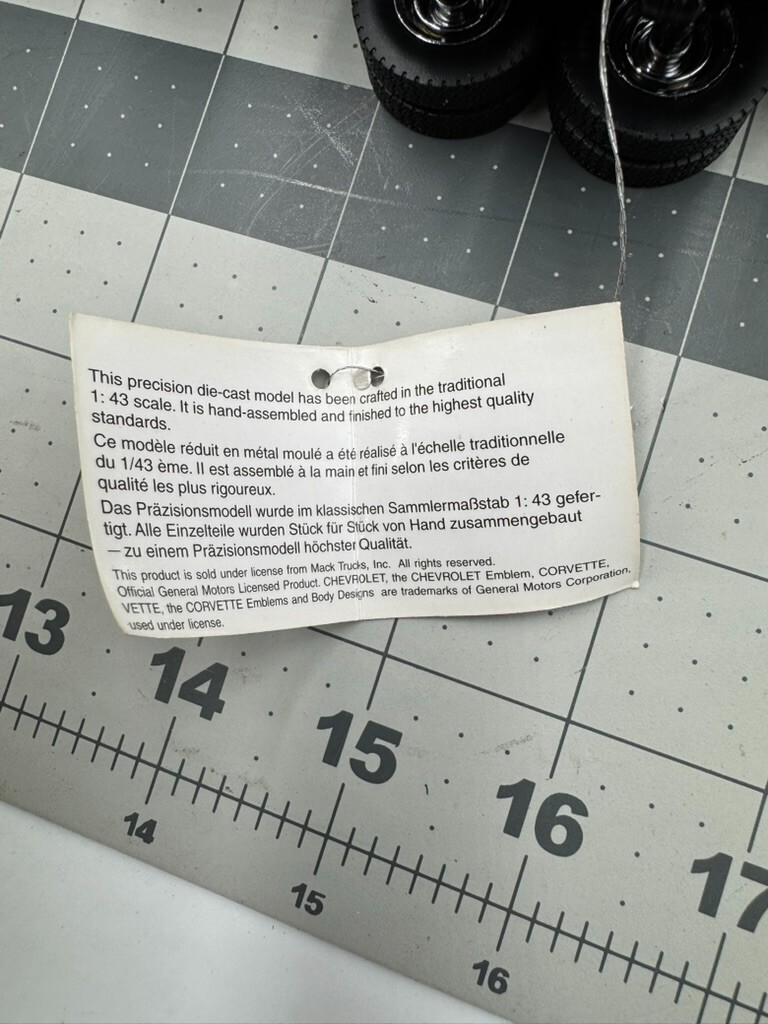 This precision die-cast model has been crafted in the traditional
1: 43 scale. It is hand-assembled and finished to the highest quality
standards.
Ce modèle réduit en métal moulé a été réalisé à l'échelle traditionnelle
du 1/43 ème. Il est assemblé à la main et fini selon les critères de
qualité les plus rigoureux.
Das Präzisionsmodell wurde im klassischen Sammlermaßstab 1: 43 gefer-
tigt. Alle Einzelteile wurden Stück für Stück von Hand zusammengebaut
— zu einem Präzisionsmodell höchster Qualität.
This product is sold under license from Mack Trucks, Inc. All rights reserved.
Official General Motors Licensed Product. CHEVROLET, the CHEVROLET Emblem, CORVETTE,
VETTE, the CORVETTE Emblems and Body Designs are trademarks of General Motors Corporation,
used under license.
13 14 15 16 17
14 15 16